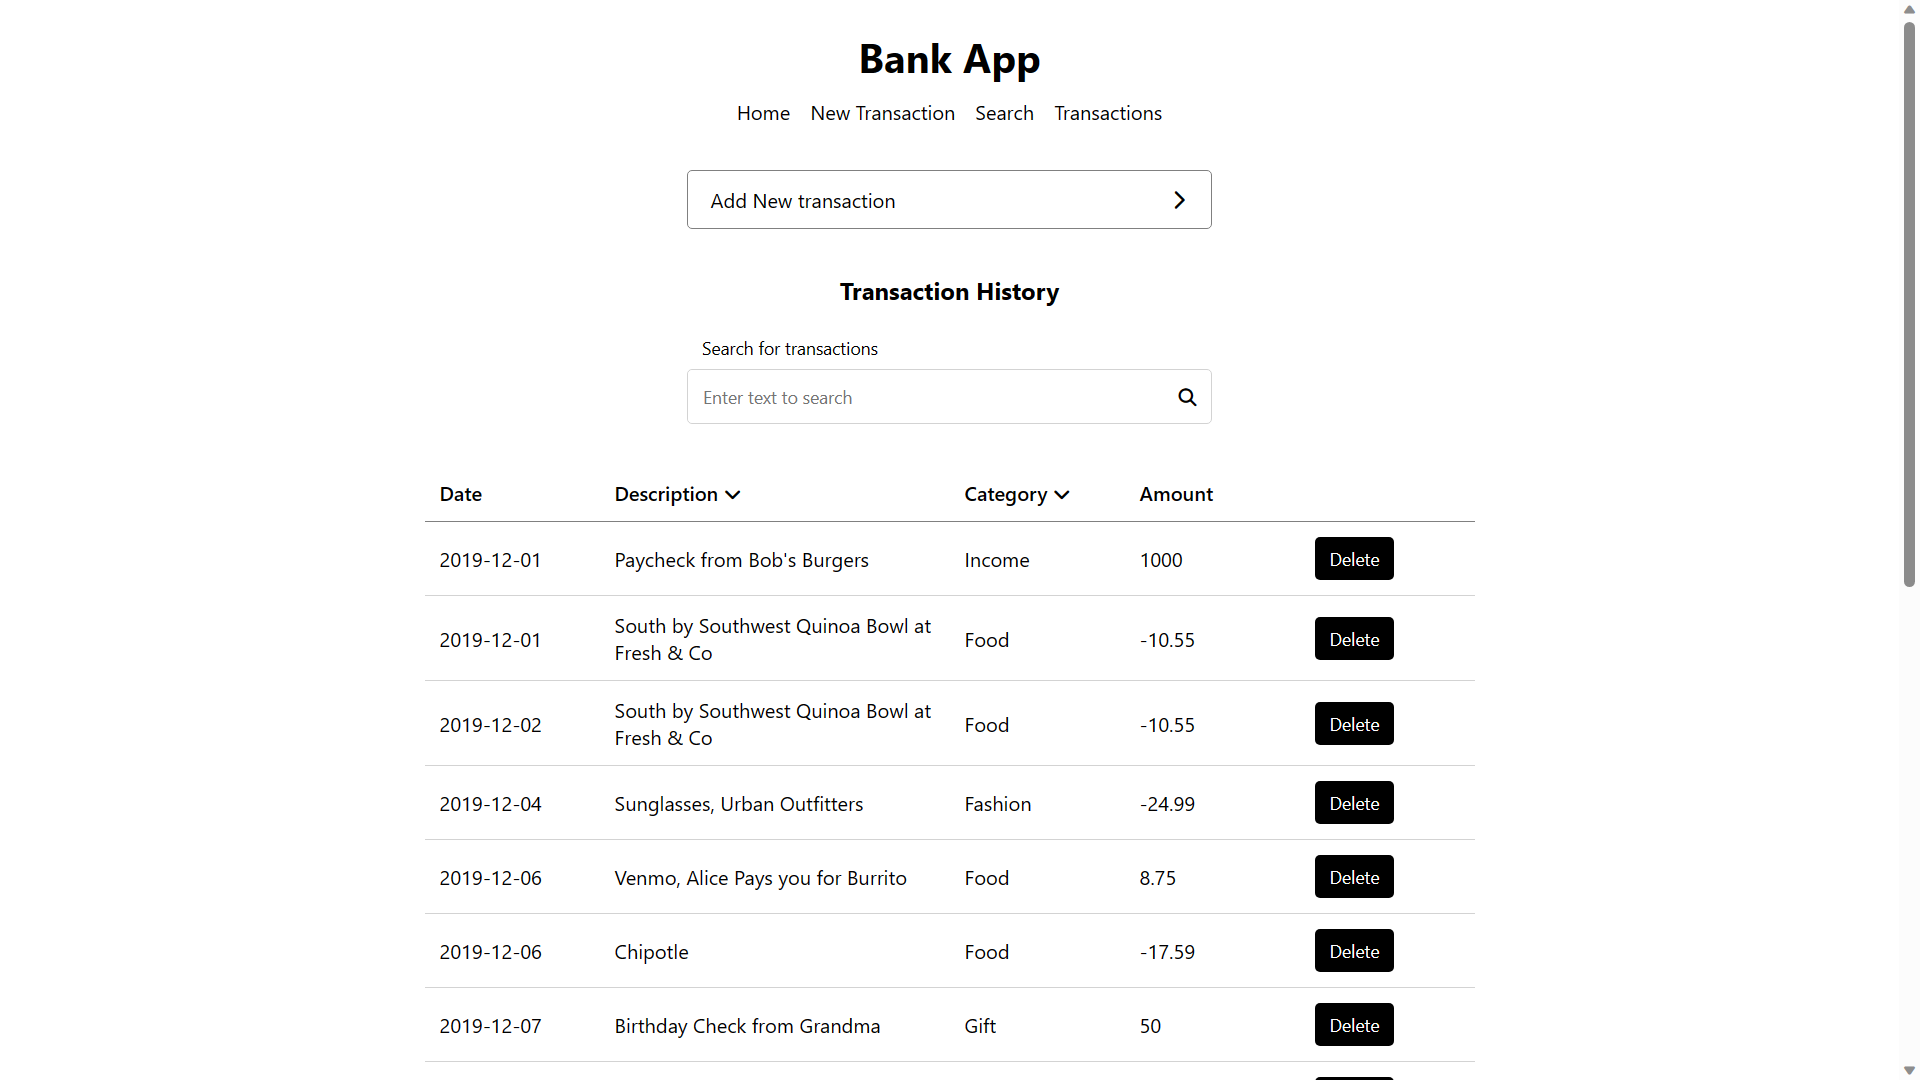 Bank App
Home New Transaction Search Transactions
Add New transaction
Transaction History
Search for transactions
Enter text to search
Date Description Category Amount
2019-12-01 Paycheck from Bob's Burgers Income 1000 Delete
2019-12-01 South by Southwest Quinoa Bowl at Food -10.55 Delete
Fresh & Co
2019-12-02 South by Southwest Quinoa Bowl at Food -10.55 Delete
Fresh & Co
2019-12-04 Sunglasses, Urban Outfitters Fashion -24.99 Delete
2019-12-06 Venmo, Alice Pays you for Burrito Food 8.75 Delete
2019-12-06 Chipotle Food -17.59 Delete
2019-12-07 Birthday Check from Grandma Gift 50 Delete